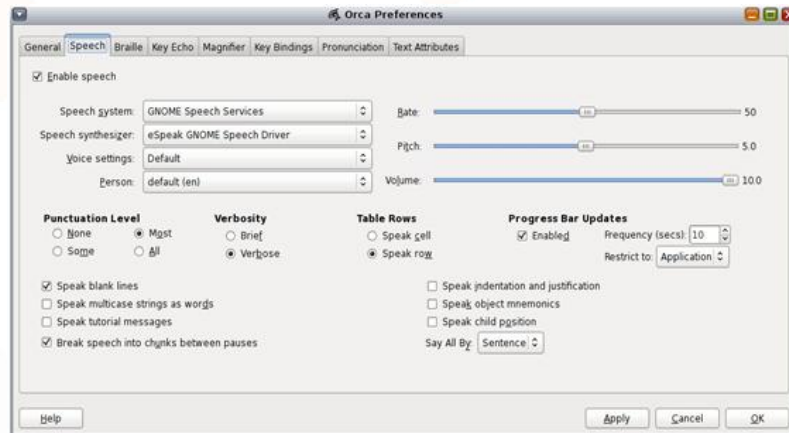 Orca Preferences
General Speech Braille Key Echo Magnifier Key Bindings Pronunciation Text Attributes
Enable speech
Speech system: GNOME Speech Services Rate: 50
Speech synthesizer: eSpeak GNOME Speech Driver Pitch: 5.0
Voice settings: Default
Person: default (en) Volume: 10.0
Punctuation Level Verbosity Table Rows Progress Bar Updates
None Most Brief Speak cell Enabled Frequency (secs): 10
Some All Verbose Speak row Restrict to: Application
Speak blank lines Speak indentation and justification
Speak multicase strings as words Speak object mnemonics
Speak tutorial messages Speak child position
Break speech into chunks between pauses Say All By: Sentence
Help Apply Cancel OK